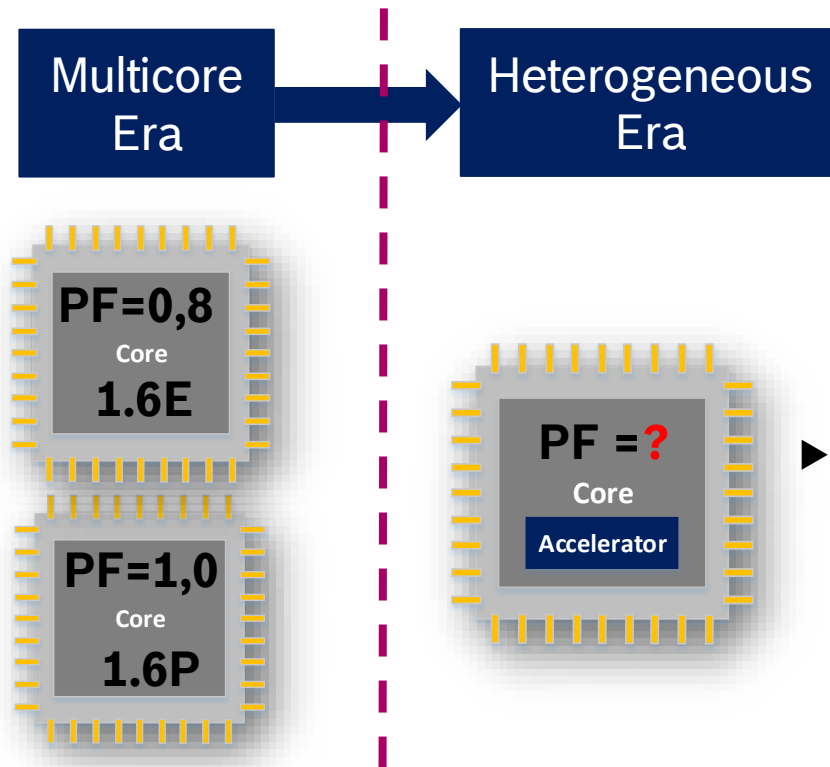 Multicore
Era
Heterogeneous
Era
PF=0,8
Core
1.6E
PF=1,0
Core
1.6P
PF =?
Core
Accelerator